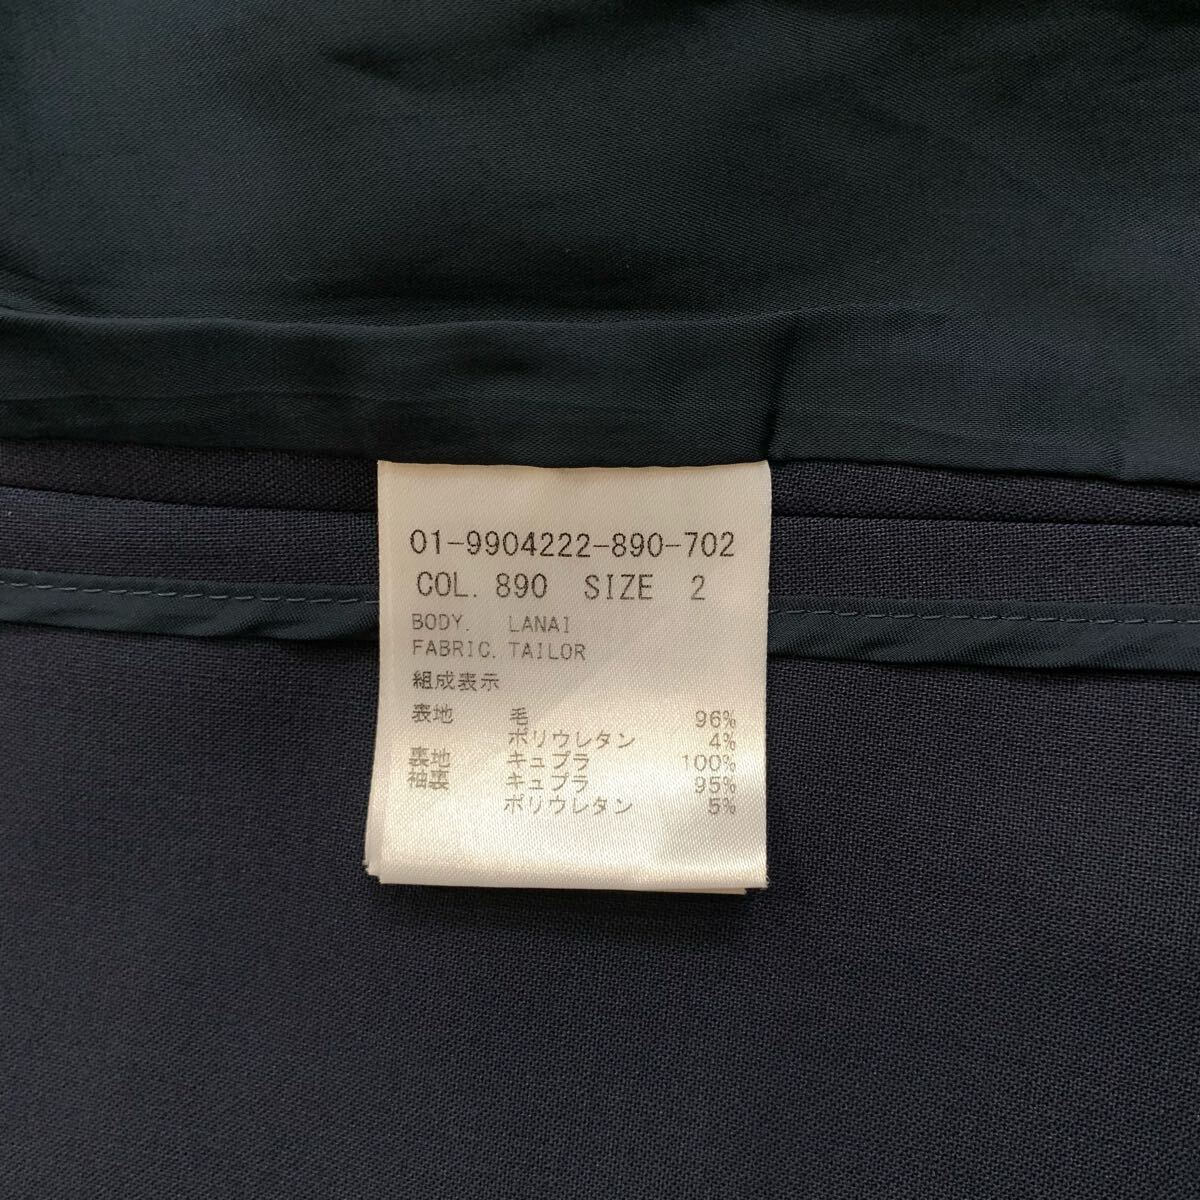 01-9904222-890-702
COL. 890 SIZE 2
BODY. LANAI
FABRIC. TAILOR
組成表示
表地 毛 96%
ポリウレタン 4%
裏地 キュプラ 100%
袖裏 キュプラ 95%
ポリウレタン 5%